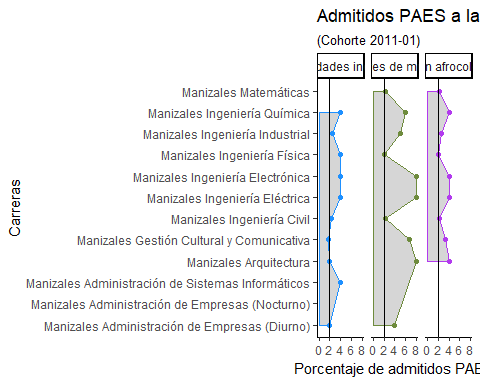 Admitidos PAES a la
(Cohorte 2011-01)
dades in
es de m
n afrocol
Manizales Matemáticas
Manizales Ingeniería Química
Manizales Ingeniería Industrial
Manizales Ingeniería Física
Manizales Ingeniería Electrónica
Manizales Ingeniería Eléctrica
Manizales Ingeniería Civil
Manizales Gestión Cultural y Comunicativa
Manizales Arquitectura
Manizales Administración de Sistemas Informáticos
Manizales Administración de Empresas (Nocturno)
Manizales Administración de Empresas (Diurno)
Carreras
0 2 4 6 8
0 2 4 6 8
0 2 4 6 8
Porcentaje de admitidos PAE